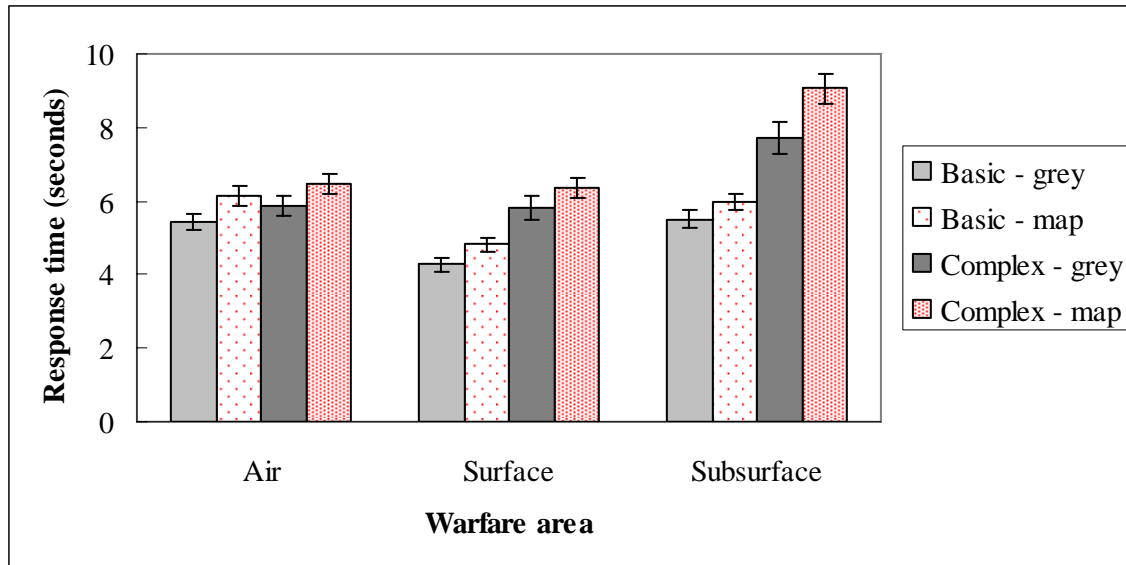 10
8
6
4
2
0
Response time (seconds)
Air
Surface
Subsurface
Warfare area
Basic - grey
Basic - map
Complex - grey
Complex - map